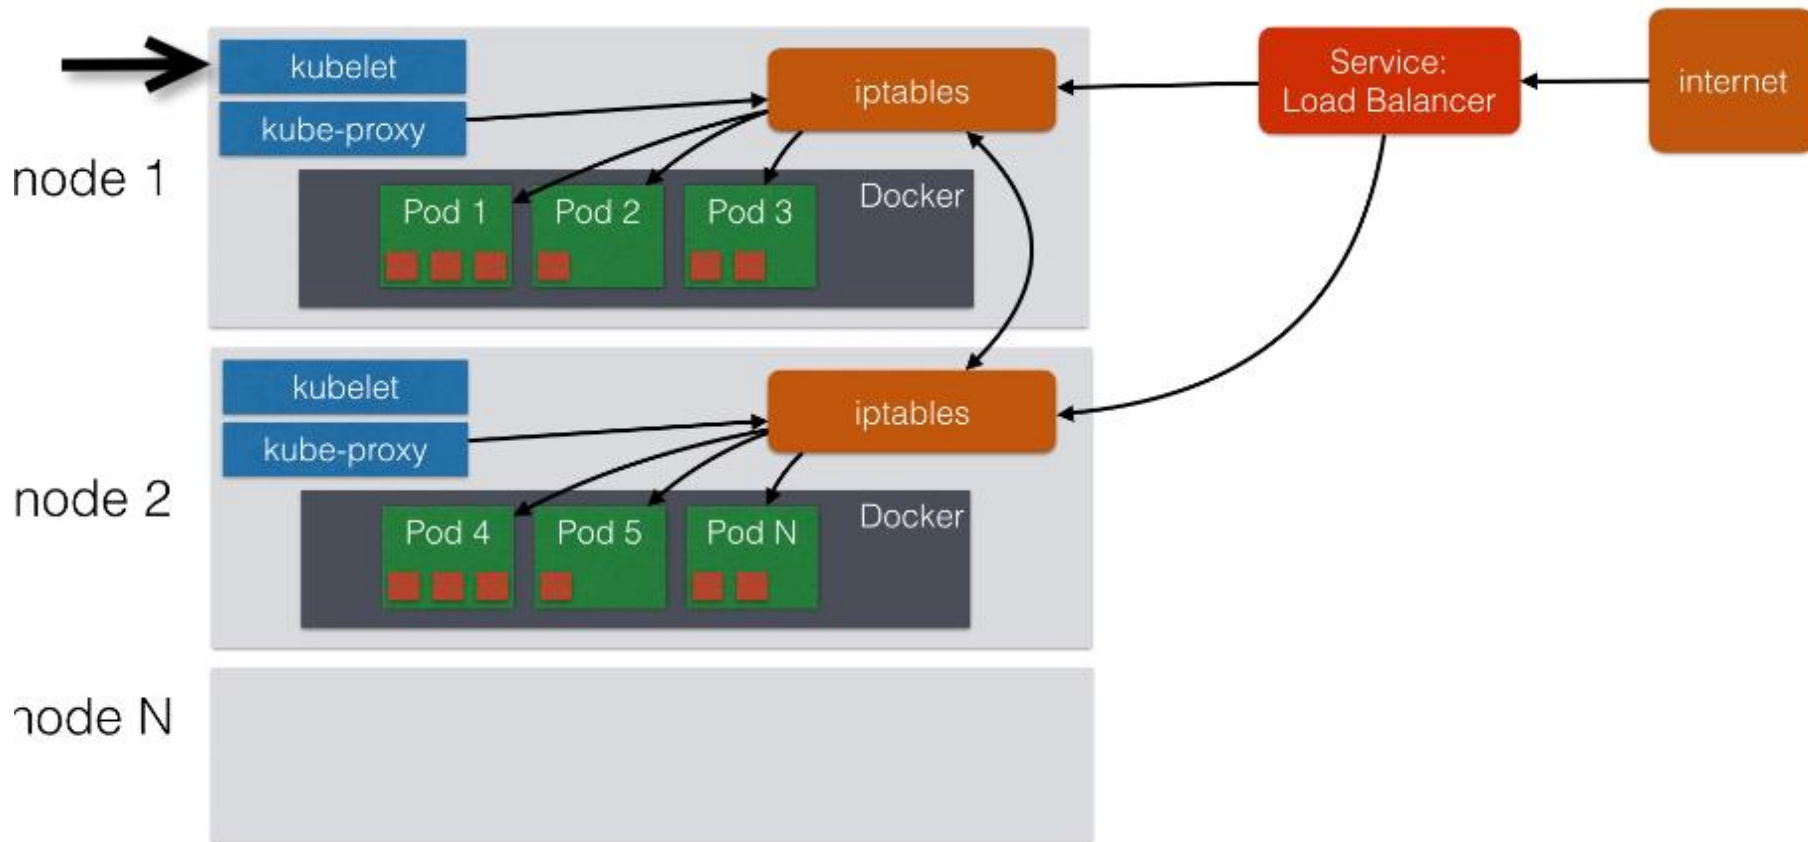 kubelet
kube-proxy
iptables
Service:
Load Balancer
internet
node 1
Docker
Pod 1
Pod 2
Pod 3
kubelet
kube-proxy
iptables
node 2
Docker
Pod 4
Pod 5
Pod N
node N